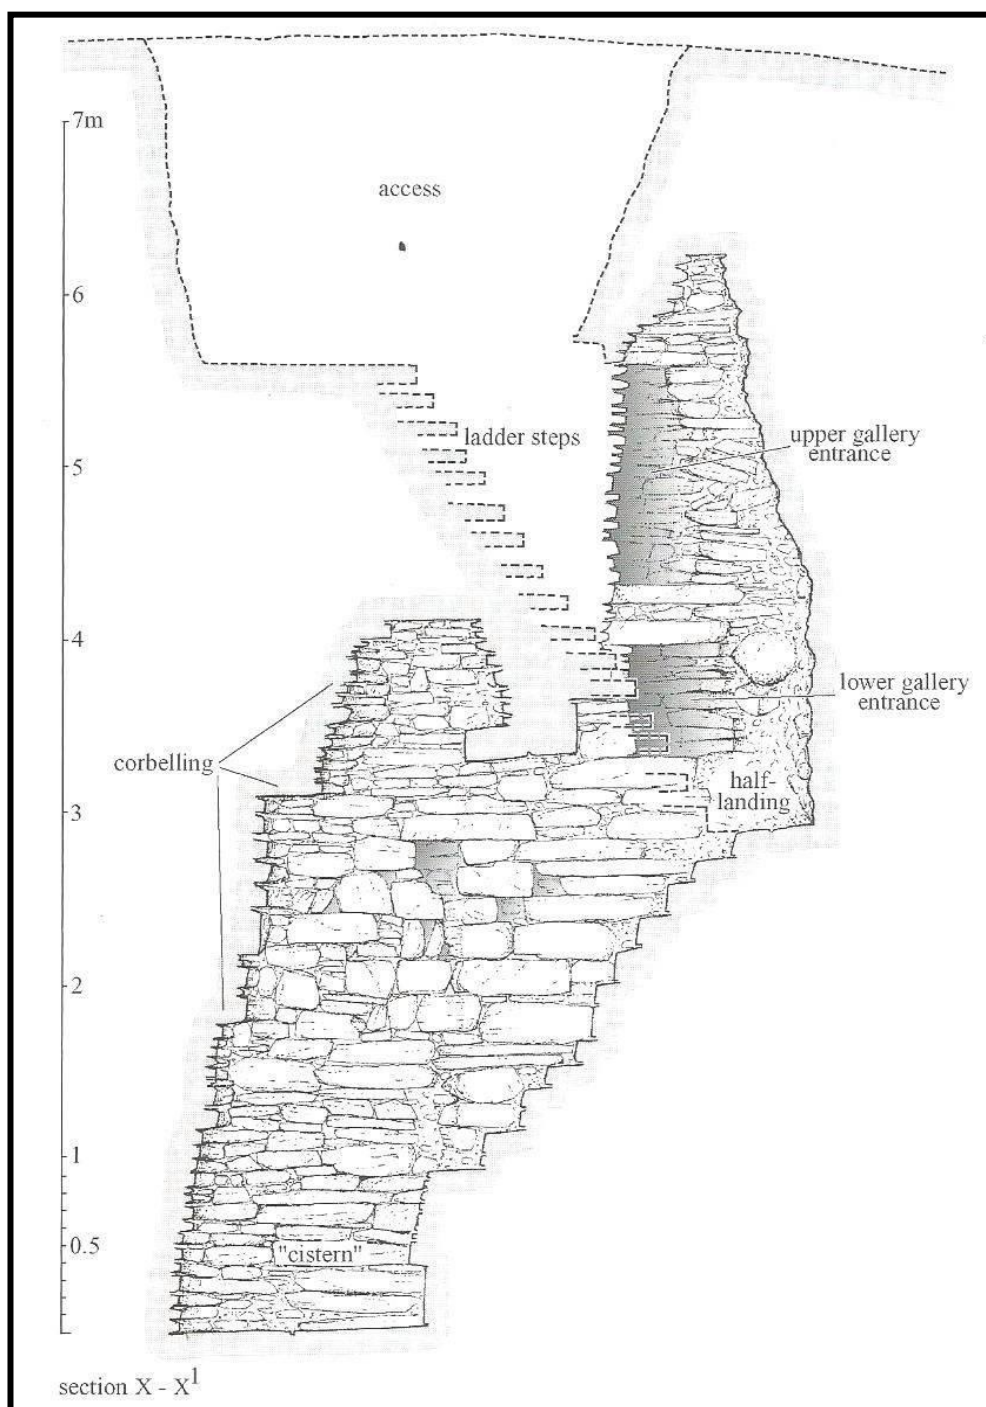 7m
access
6
ladder steps
upper gallery
entrance
5
4
lower gallery
entrance
corbelling
half-
landing
3
2
1
0.5
"cistern"
section X - X¹